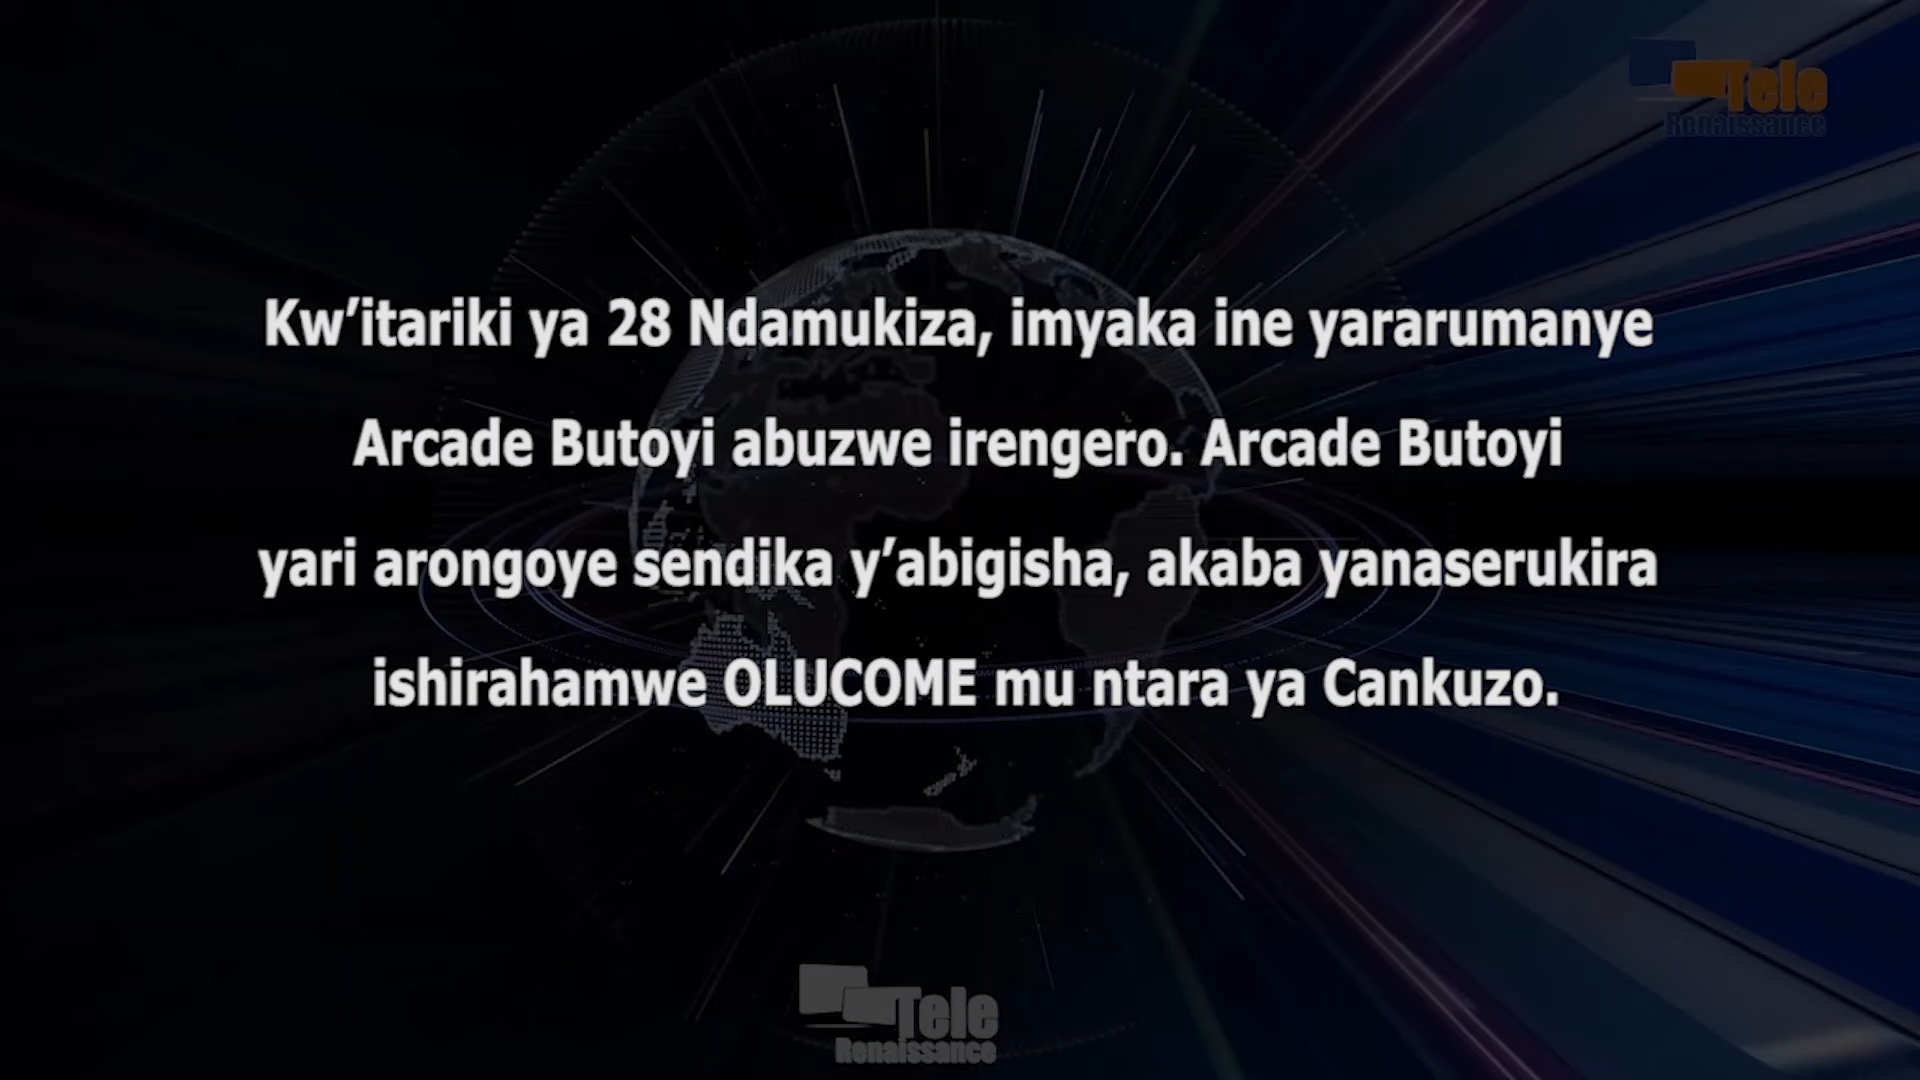 Tele
Renaissance
Kw’itariki ya 28 Ndamukiza, imyaka ine yararumanye
Arcade Butoyi abuzwe irengero. Arcade Butoyi
yari arongoye sendika y’abigisha, akaba yanaserukira
ishirahamwe OLUCOME mu ntara ya Cankuzo.
Tele
Renaissance